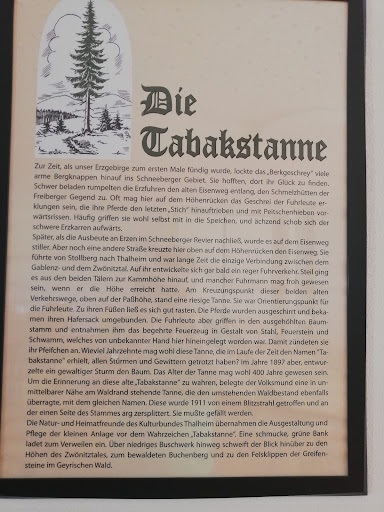 Die
Tabakstanne
Zur Zeit, als unser Erzgebirge zum ersten Male fündig wurde, lockte das „Berkgeschrey" viele
arme Bergknappen hinauf ins Schneeberger Gebiet. Sie hofften, dort ihr Glück zu finden.
Schwer beladen rumpelten die Erzfuhren den alten Eisenweg entlang, den Schmelzhütten der
Freiberger Gegend zu. Oft mag hier auf dem Höhenrücken das Geschrei der Fuhrleute er-
klungen sein, die ihre Pferde den letzten „Stich" hinauftrieben und mit Peitschenhieben vor-
wärtsrissen. Häufig griffen sie wohl selbst mit in die Speichen, und ächzend schob sich der
schwere Erzkarren aufwärts.
Später, als die Ausbeute an Erzen im Schneeberger Revier nachließ, wurde es auf dem Eisenweg
stiller. Aber noch eine andere Straße kreuzte hier oben auf dem Höhenrücken den Eisenweg. Sie
führte von Stollberg nach Thalheim und war lange Zeit die einzige Verbindung zwischen dem
Gablenz- und dem Zwönitztal. Auf ihr entwickelte sich gar bald ein reger Fuhrverkehr. Steil ging
es aus den beiden Tälern zur Kammhöhe hinauf, und mancher Fuhrmann mag froh gewesen
sein, wenn er die Höhe erreicht hatte. Am Kreuzungspunkt dieser beiden alten
Verkehrswege, oben auf der Paßhöhe, stand eine riesige Tanne. Sie war Orientierungspunkt für
die Fuhrleute. Zu ihren Füßen ließ es sich gut rasten. Die Pferde wurden ausgeschirrt und beka-
men ihren Hafersack umgebunden. Die Fuhrleute aber griffen in den ausgehöhlten Baum-
stamm und entnahmen ihm das begehrte Feuerzeug in Gestalt von Stahl, Feuerstein und
Schwamm, welches von unbekannter Hand hier hineingelegt worden war. Damit zündeten sie
ihr Pfeifchen an. Wieviel Jahrzehnte mag wohl diese Tanne, die im Laufe der Zeit den Namen "Ta-
bakstanne" erhielt, allen Stürmen und Gewittern getrotzt haben? Im Jahre 1897 aber, entwur-
zelte ein gewaltiger Sturm den Baum. Das Alter der Tanne mag wohl 400 Jahre gewesen sein.
Um die Erinnerung an diese alte „Tabakstanne" zu wahren, belegte der Volksmund eine in un-
mittelbarer Nähe am Waldrand stehende Tanne, die den umstehenden Waldbestand ebenfalls
überragte, mit dem gleichen Namen. Diese wurde 1911 von einem Blitzstrahl getroffen und an
der einen Seite des Stammes arg zersplittert. Sie mußte gefällt werden.
Die Natur- und Heimatfreunde des Kulturbundes Thalheim übernahmen die Ausgestaltung und
Pflege der kleinen Anlage vor dem Wahrzeichen „Tabakstanne". Eine schmucke, grüne Bank
ladet zum Verweilen ein. Über niedriges Buschwerk hinweg schweift der Blick hinüber zu den
Höhen des Zwönitztales, zum bewaldeten Buchenberg und zu den Felsklippen der Greifen-
steine im Geyrischen Wald.